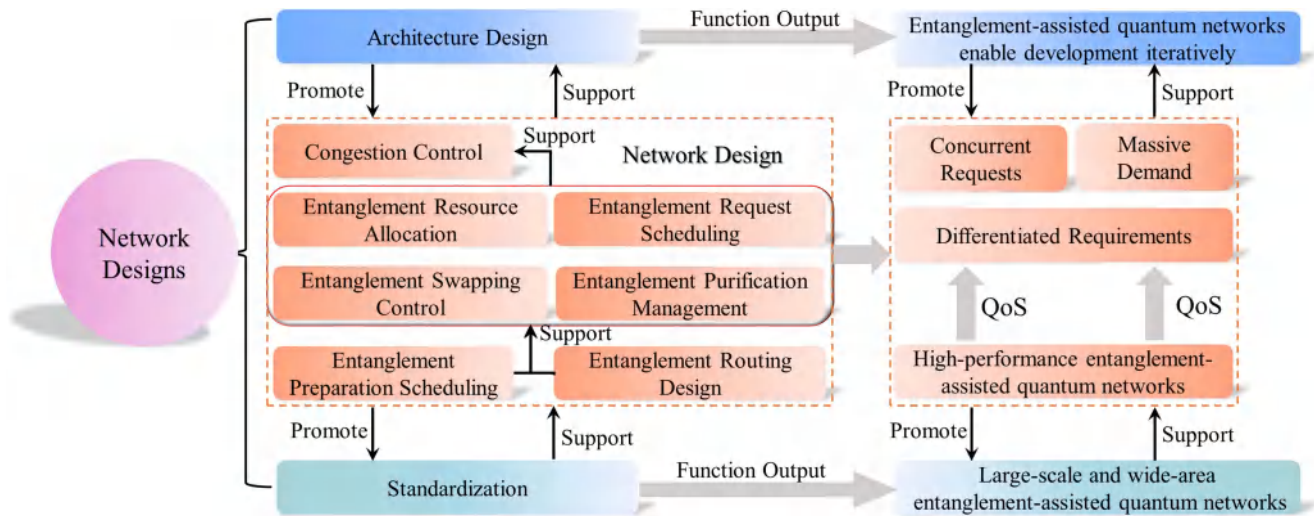 Architecture Design
Function Output
Entanglement-assisted quantum networks
enable development iteratively
Promote
Support
Promote
Support
Network Designs
Congestion Control
Support
Network Design
Entanglement Resource
Allocation
Entanglement Request
Scheduling
Entanglement Swapping
Control
Entanglement Purification
Management
Support
Entanglement
Preparation Scheduling
Entanglement Routing
Design
Concurrent
Requests
Massive
Demand
Differentiated Requirements
QoS
QoS
High-performance entanglement-
assisted quantum networks
Promote
Support
Promote
Support
Standardization
Function Output
Large-scale and wide-area
entanglement-assisted quantum networks